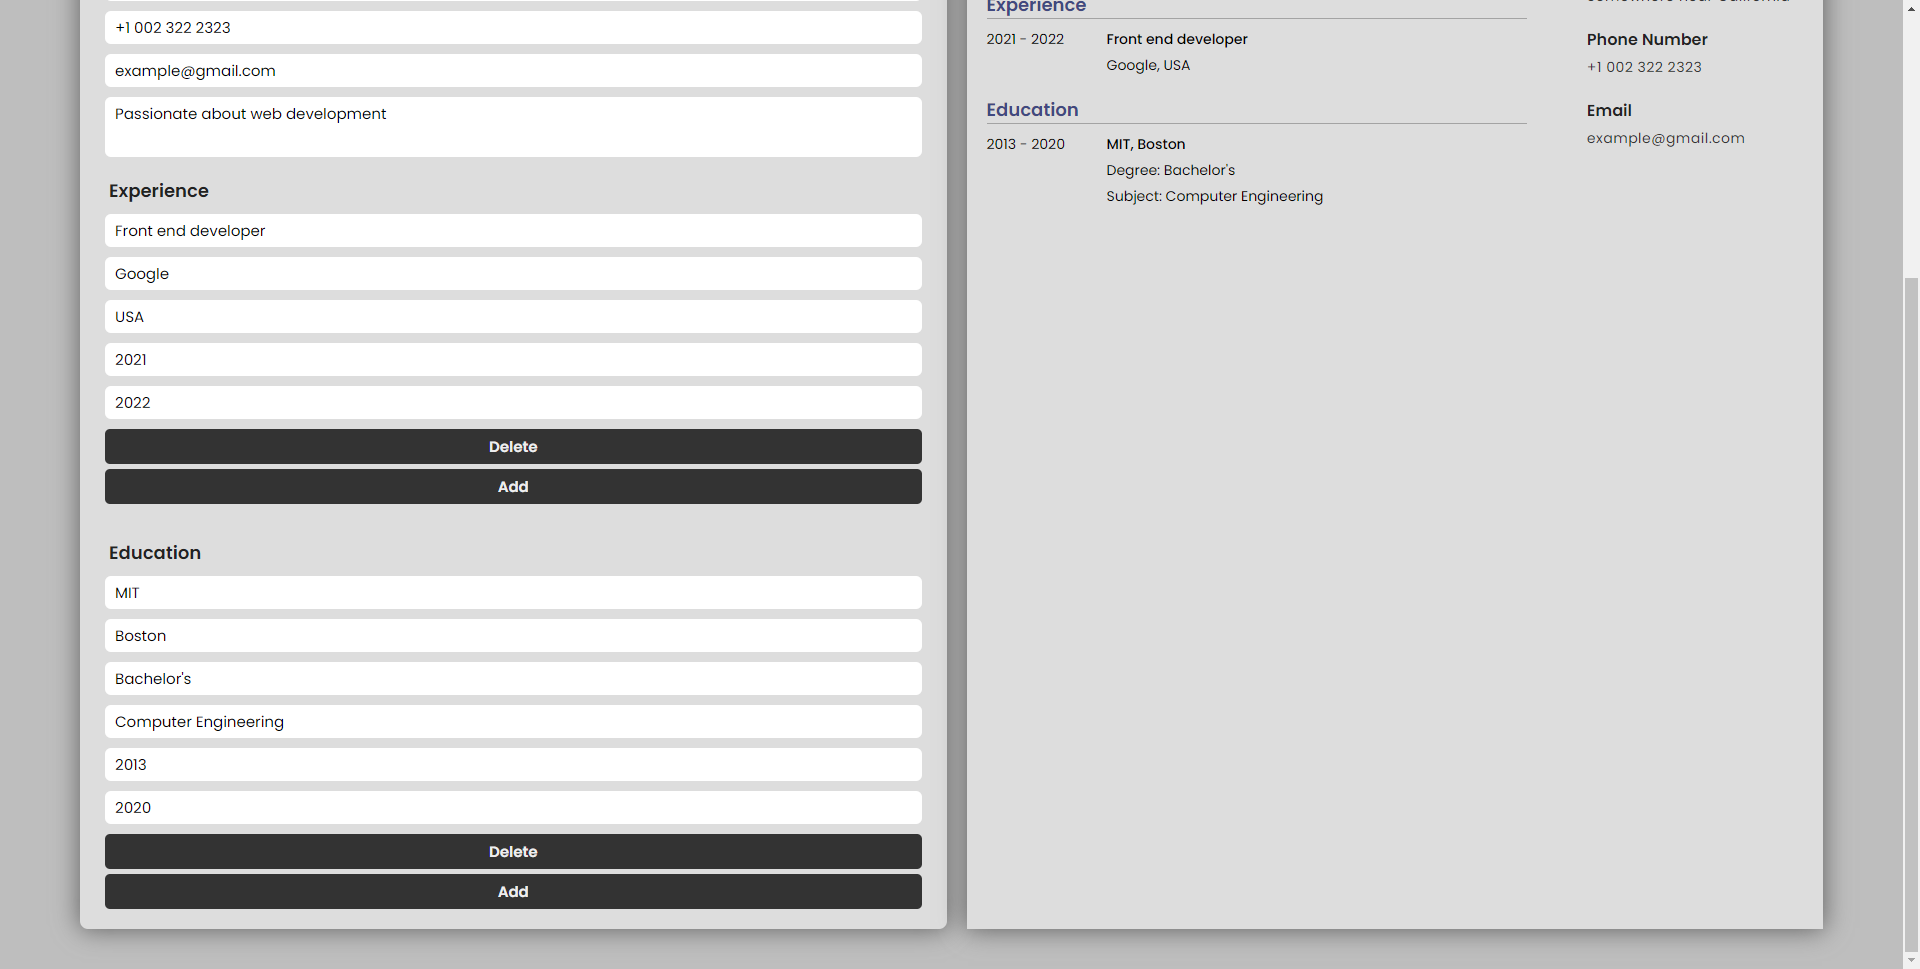 +1 002 322 2323
example@gmail.com
Passionate about web development
Experience
Front end developer
Google
USA
2021
2022
Delete
Add
Education
MIT
Boston
Bachelor's
Computer Engineering
2013
2020
Delete
Add
Experience
2021 - 2022
Front end developer
Google, USA
Education
2013 - 2020
MIT, Boston
Degree: Bachelor's
Subject: Computer Engineering
somewhere near California
Phone Number
+1 002 322 2323
Email
example@gmail.com